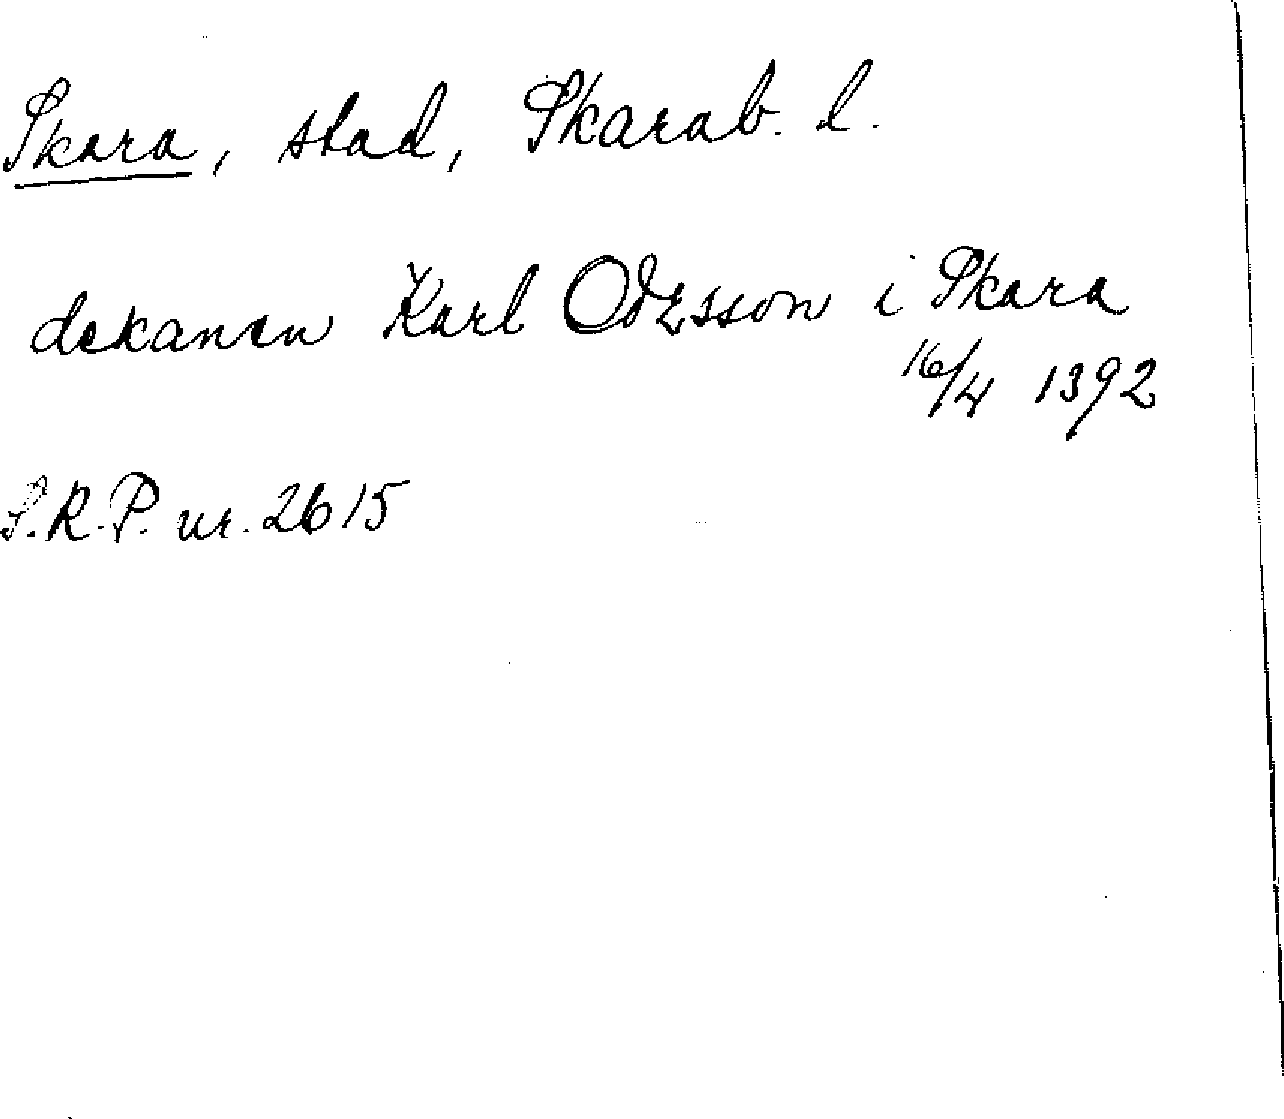 Skara, stad, Skarab. l.
dekanen Karl Odzsson i Skara
16/4 1392
S.R.P. nr. 2615